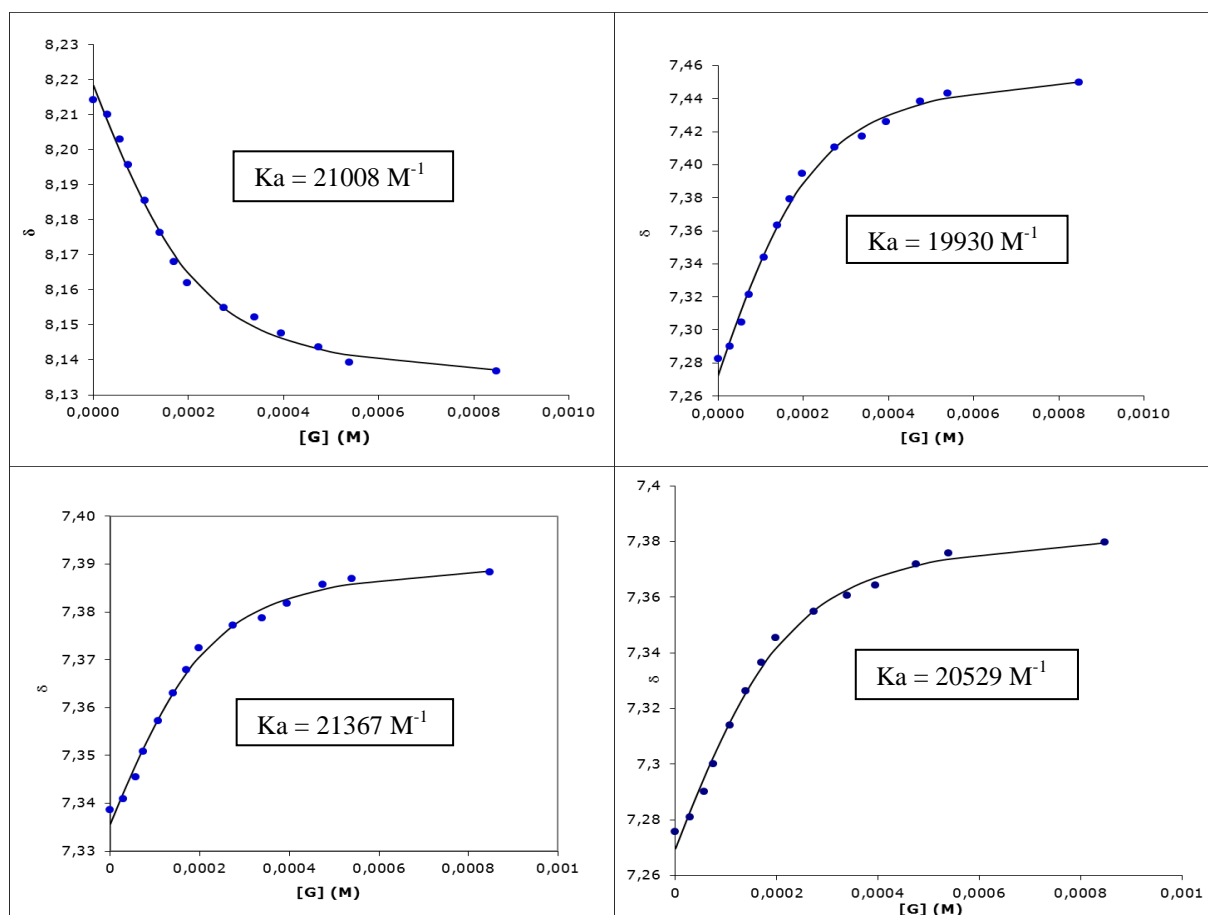 8,23
8,22
8,21
8,20
8,19
8,18
8,17
8,16
8,15
8,14
8,13
δ
Ka = 21008 M⁻¹
0,0000 0,0002 0,0004 0,0006 0,0008 0,0010
[G] (M)
7,46
7,44
7,42
7,40
7,38
7,36
7,34
7,32
7,30
7,28
7,26
δ
Ka = 19930 M⁻¹
0,0000 0,0002 0,0004 0,0006 0,0008 0,0010
[G] (M)
7,40
7,39
7,38
7,37
7,36
7,35
7,34
7,33
δ
Ka = 21367 M⁻¹
0 0,0002 0,0004 0,0006 0,0008 0,001
[G] (M)
7,4
7,38
7,36
7,34
7,32
7,3
7,28
7,26
δ
Ka = 20529 M⁻¹
0 0,0002 0,0004 0,0006 0,0008 0,001
[G] (M)